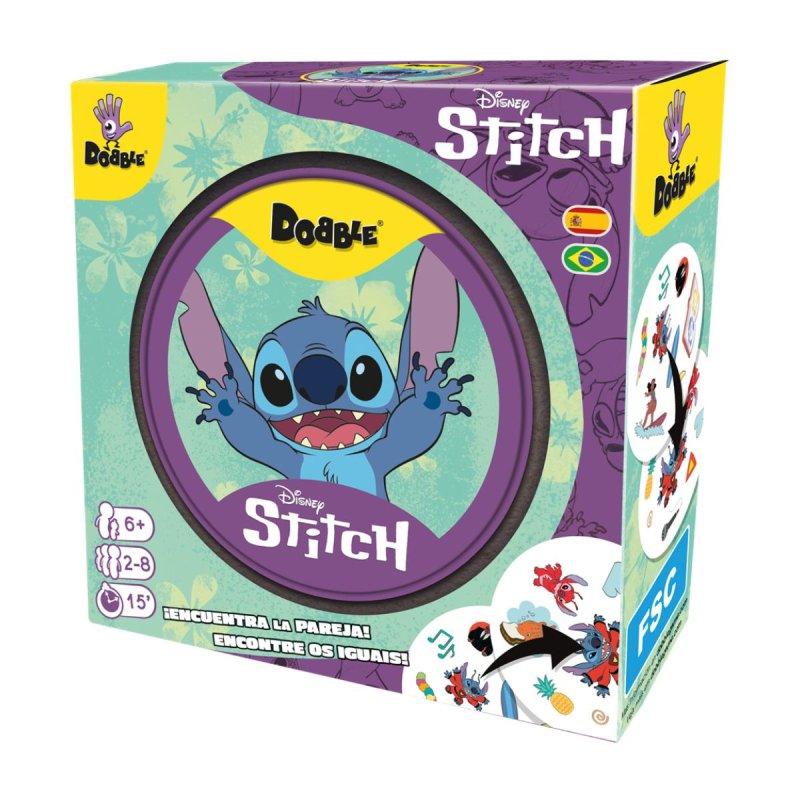 DOBBLE®
DOBBLE®
Disney
Stitch
6+
2-8
15'
¡ENCUENTRA LA PAREJA!
ENCONTRE OS IGUAIS!
Disney
Stitch
DOBBLE®
FSC